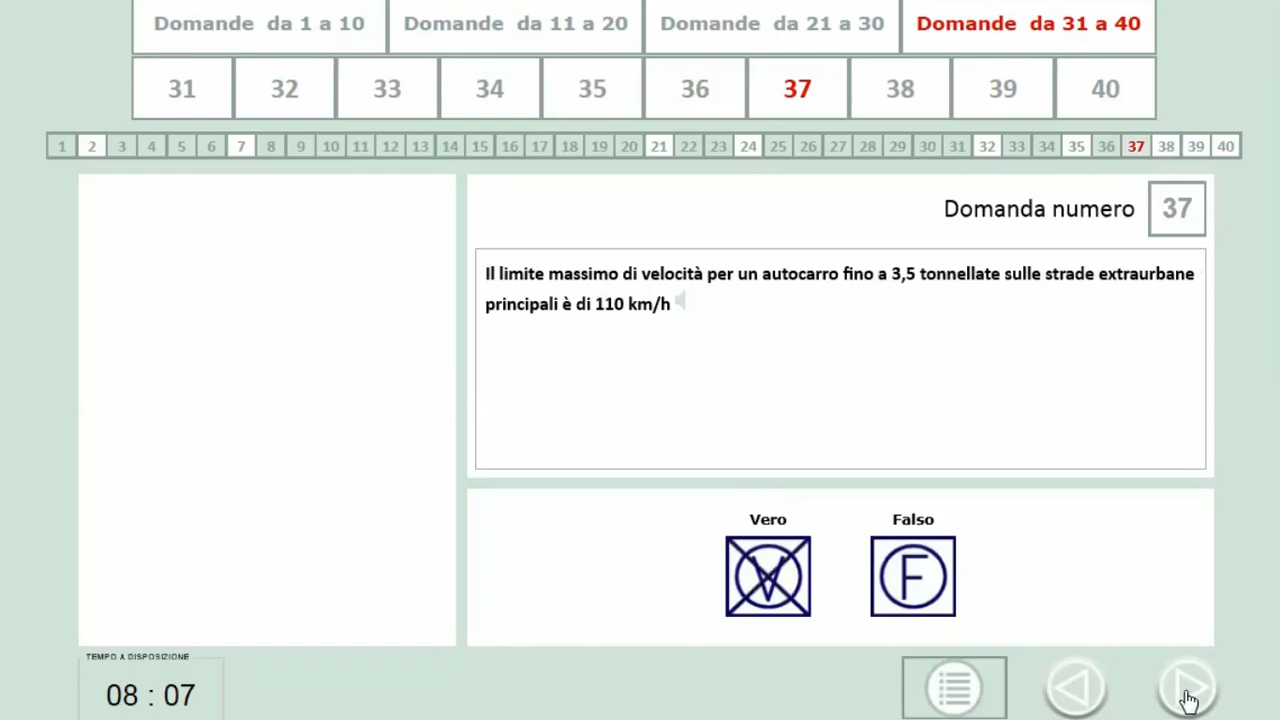 Domande da 1 a 10 Domande da 11 a 20 Domande da 21 a 30 Domande da 31 a 40
31 32 33 34 35 36 37 38 39 40
1 2 3 4 5 6 7 8 9 10 11 12 13 14 15 16 17 18 19 20 21 22 23 24 25 26 27 28 29 30 31 32 33 34 35 36 37 38 39 40
Domanda numero 37
Il limite massimo di velocità per un autocarro fino a 3,5 tonnellate sulle strade extraurbane
principali è di 110 km/h
Vero Falso
V F
TEMPO A DISPOSIZIONE
08 : 07